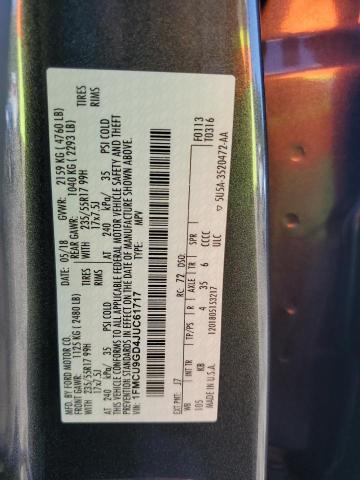 MFD. BY FORD MOTOR CO.
DATE: 05/18 GVWR: 2159 KG ( 4760 LB)
FRONT GAWR: 1125 KG ( 2480 LB) REAR GAWR: 1040 KG ( 2293 LB)
WITH 235/55R17 99H TIRES WITH 235/55R17 99H TIRES
17x7.5J RIMS 17x7.5J RIMS
AT 240 kPa/ 35 PSI COLD AT 240 kPa/ 35 PSI COLD
THIS VEHICLE CONFORMS TO ALL APPLICABLE FEDERAL MOTOR VEHICLE SAFETY AND THEFT
PREVENTION STANDARDS IN EFFECT ON THE DATE OF MANUFACTURE SHOWN ABOVE.
VIN: 1FMCU9GD4JUC61717
TYPE: MPV
F0113
T0316
EXT PNT: J7 RC: 72 DSO:
WB TP/PS R AXLE TR SPR
105 KB 4 35 6 CCCC
MADE IN U.S.A. 1201805153217 UU
5U5A-3520472-AA